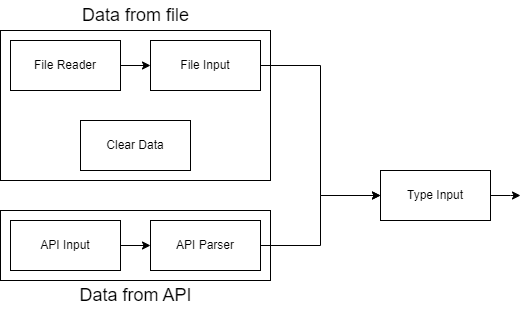 Data from file
File Reader
File Input
Clear Data
Type Input
API Input
API Parser
Data from API